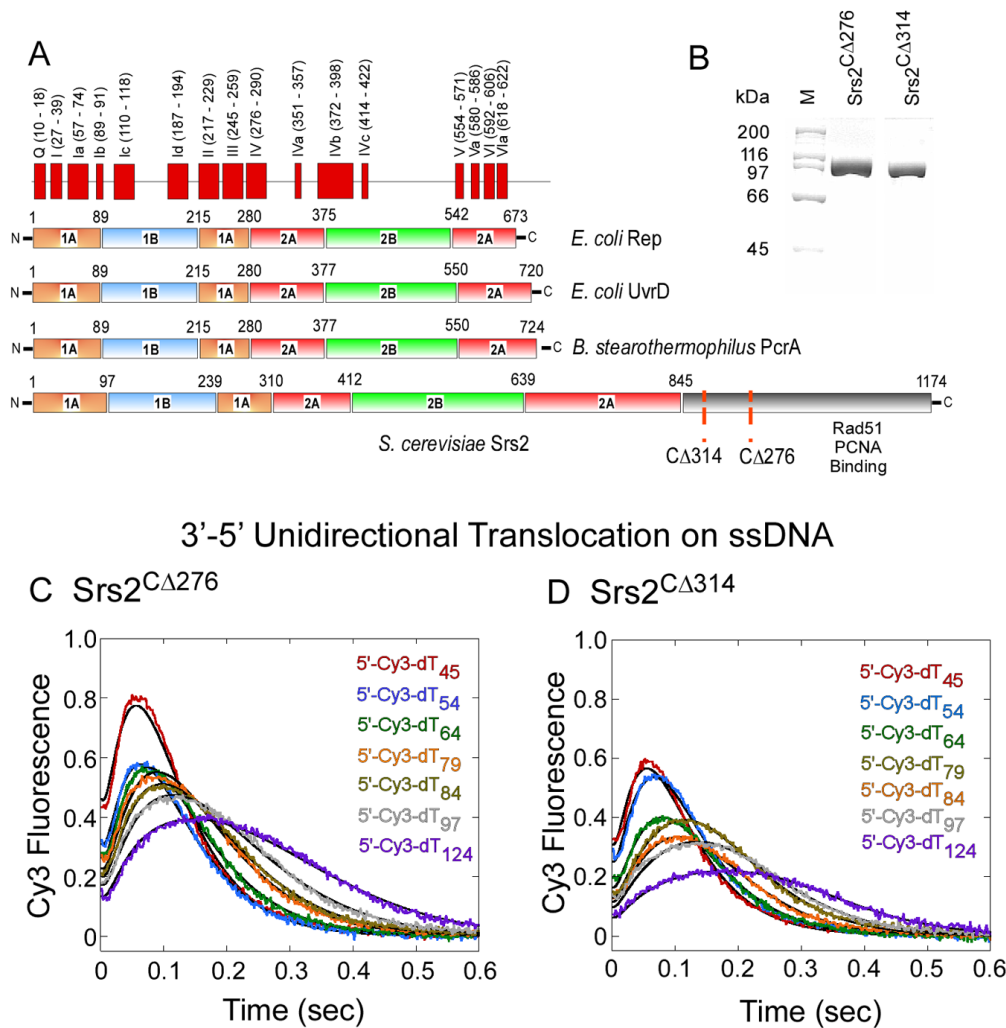 A
Q (10 - 18)
I (27 - 39)
Ia (57 - 74)
Ib (89 - 91)
Ic (110 - 118)
Id (187 - 194)
II (217 - 229)
III (245 - 259)
IV (276 - 290)
IVa (351 - 357)
IVb (372 - 398)
IVc (414 - 422)
V (554 - 571)
Va (580 - 586)
VI (592 - 606)
VIa (618 - 622)
1 89 215 280 375 542 673
N 1A 1B 1A 2A 2B 2A C
E. coli Rep
1 89 215 280 377 550 720
N 1A 1B 1A 2A 2B 2A C
E. coli UvrD
1 89 215 280 377 550 724
N 1A 1B 1A 2A 2B 2A C
B. stearothermophilus PcrA
1 97 239 310 412 639 845 1174
N 1A 1B 1A 2A 2B 2A C
S. cerevisiae Srs2
CΔ314
CΔ276
Rad51
PCNA
Binding
B
kDa M Srs2CΔ276 Srs2CΔ314
200
116
97
66
45
3'-5' Unidirectional Translocation on ssDNA
C Srs2CΔ276
1.0
0.8
0.6
0.4
0.2
0
Cy3 Fluorescence
5'-Cy3-dT45
5'-Cy3-dT54
5'-Cy3-dT64
5'-Cy3-dT79
5'-Cy3-dT84
5'-Cy3-dT97
5'-Cy3-dT124
0 0.1 0.2 0.3 0.4 0.5 0.6
Time (sec)
D Srs2CΔ314
1.0
0.8
0.6
0.4
0.2
0
Cy3 Fluorescence
5'-Cy3-dT45
5'-Cy3-dT54
5'-Cy3-dT64
5'-Cy3-dT79
5'-Cy3-dT84
5'-Cy3-dT97
5'-Cy3-dT124
0 0.1 0.2 0.3 0.4 0.5 0.6
Time (sec)